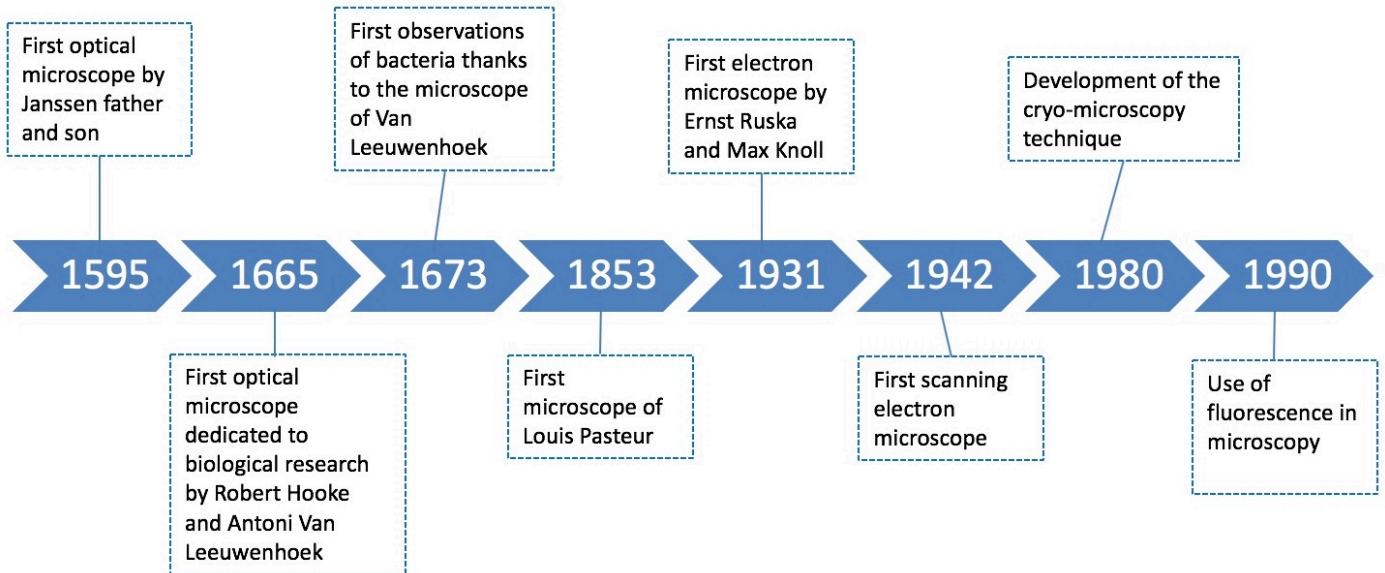 First optical
microscope by
Janssen father
and son
First observations
of bacteria thanks
to the microscope
of Van
Leeuwenhoek
First electron
microscope by
Ernst Ruska
and Max Knoll
Development of the
cryo-microscopy
technique
1595
1665
1673
1853
1931
1942
1980
1990
First optical
microscope
dedicated to
biological research
by Robert Hooke
and Antoni Van
Leeuwenhoek
First
microscope of
Louis Pasteur
First scanning
electron
microscope
Use of
fluorescence in
microscopy